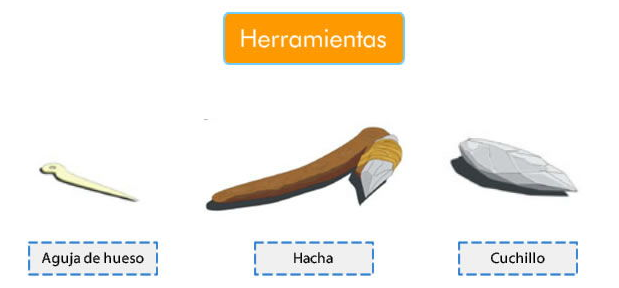 Herramientas
Aguja de hueso
Hacha
Cuchillo